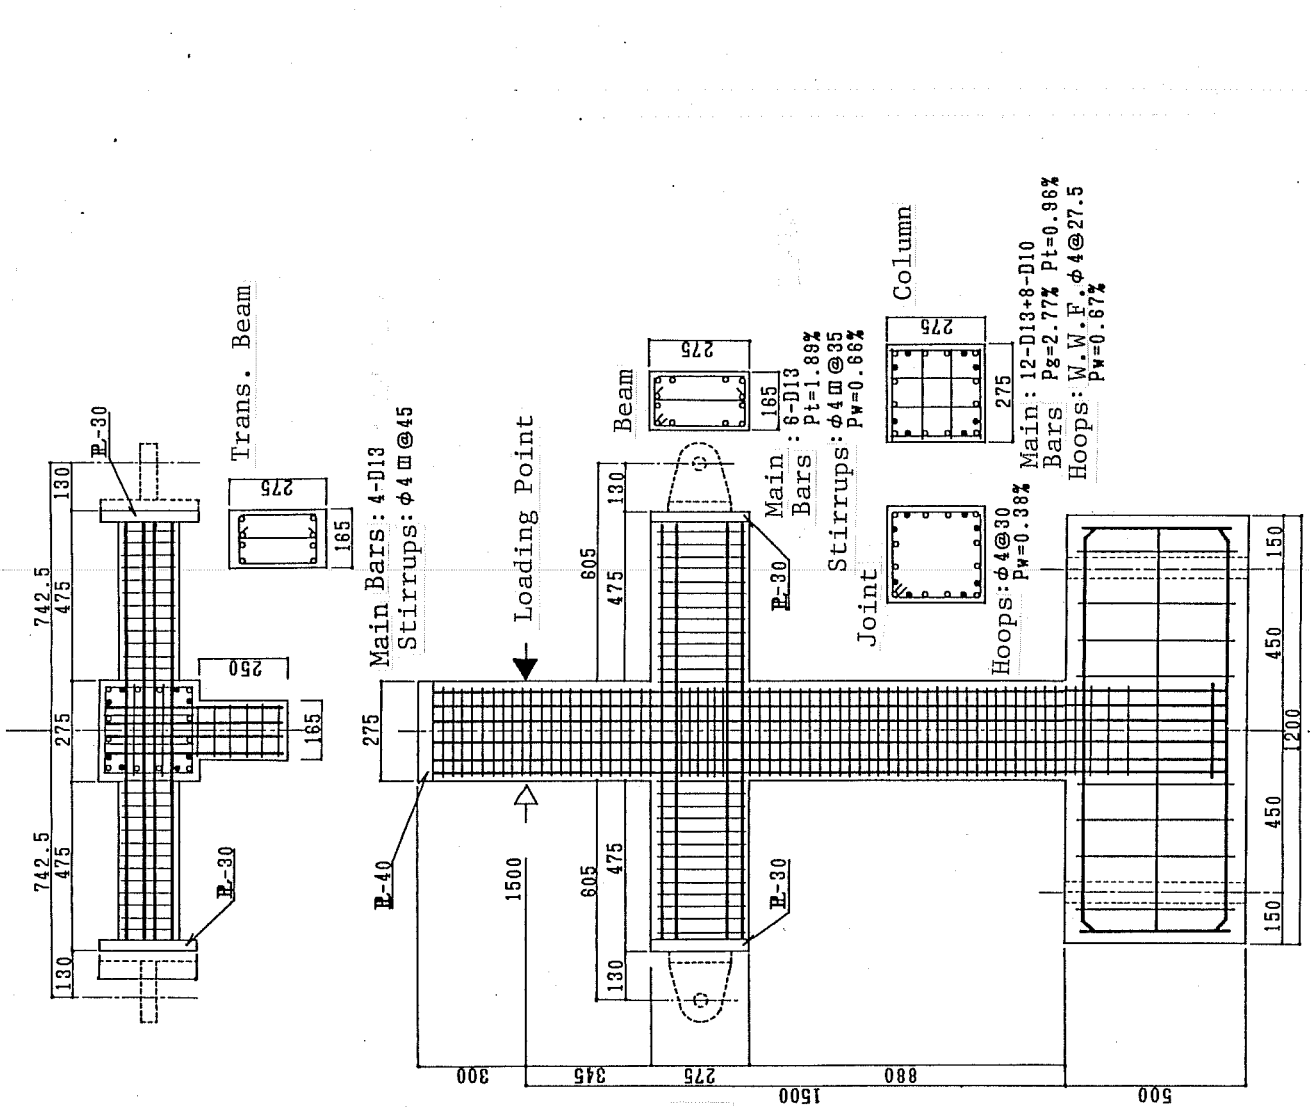 PL-30
Trans. Beam
130
275
165
742.5
475
250
275
165
742.5
475
PL-30
130
Main Bars: 4-D13
Stirrups: φ4 Ш @45
Loading Point
275
PL-40
1500
Beam
275
165
Main : 6-D13
Bars Pt=1.89%
Stirrups: φ4 Ш @35
Pw=0.66%
130
605
475
PL-30
605
475
PL-30
130
Column
275
275
Main : 12-D13+8-D10
Bars Pg=2.77% Pt=0.96%
Hoops: W.W.F. φ4@27.5
Pw=0.67%
Joint
Hoops: φ4@30
Pw=0.38%
150
450
1200
450
150
300
345
275
880
1500
500